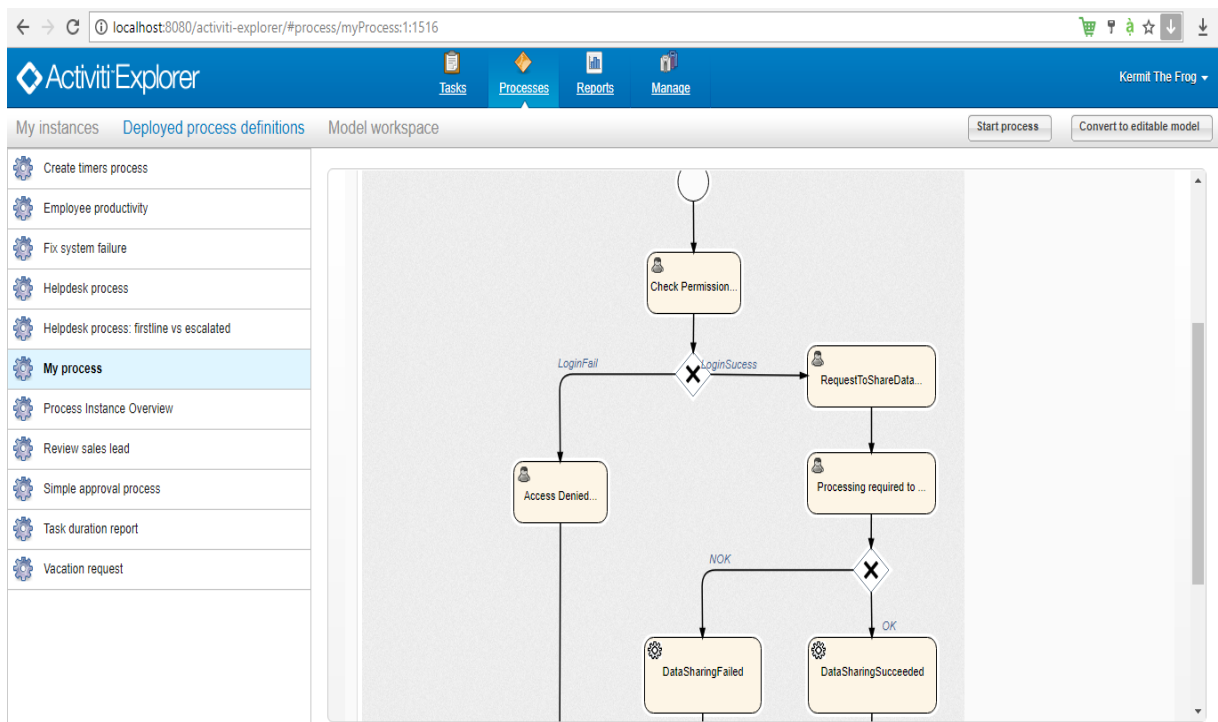 localhost:8080/activiti-explorer/#process/myProcess:1:1516
Activiti Explorer
Tasks
Processes
Reports
Manage
Kermit The Frog
My instances
Deployed process definitions
Model workspace
Start process
Convert to editable model
Create timers process
Employee productivity
Fix system failure
Helpdesk process
Helpdesk process: firstline vs escalated
My process
Process Instance Overview
Review sales lead
Simple approval process
Task duration report
Vacation request
Check Permission...
LoginFail
LoginSucess
RequestToShareData...
Access Denied...
Processing required to ...
NOK
OK
DataSharingFailed
DataSharingSucceeded